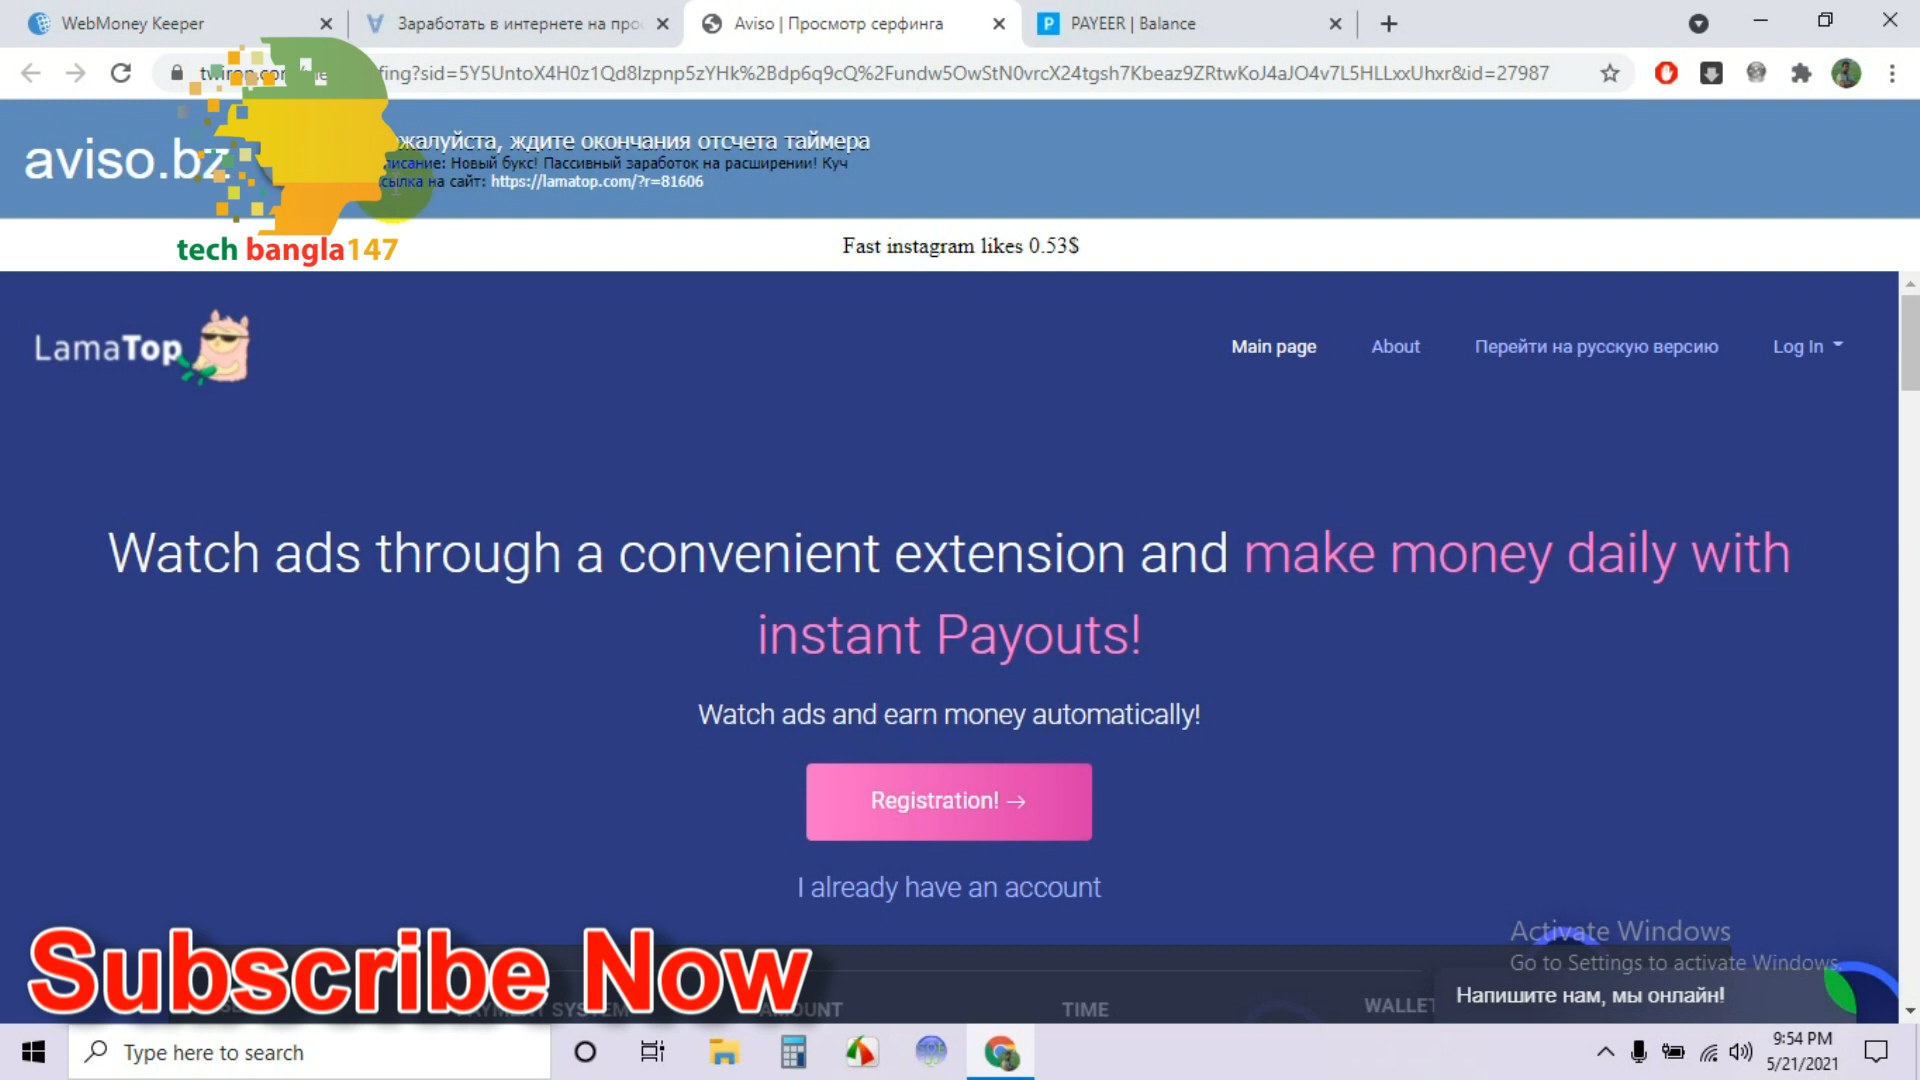 WebMoney Keeper
Заработать в интернете на про
Aviso | Просмотр серфинга
PAYEER | Balance
fing?sid=5Y5UntoX4H0z1Qd8Izpnp5zYHk%2Bdp6q9cQ%2Fundw5OwStN0vrcX24tgsh7Kbeaz9ZRtwKoJ4aJO4v7L5HLLxxUhxr&id=27987
aviso.bz
жалуйста, ждите окончания отсчета таймера
писание: Новый букс! Пассивный заработок на расширении! Куч
сылка на сайт: https://lamatop.com/?r=81606
tech bangla147
Fast instagram likes 0.53$
LamaTop
Main page
About
Перейти на русскую версию
Log In
Watch ads through a convenient extension and make money daily with
instant Payouts!
Watch ads and earn money automatically!
Registration! →
I already have an account
Activate Windows
Go to Settings to activate Windows.
Subscribe Now
AMOUNT
TIME
WALLET
Напишите нам, мы онлайн!
Type here to search
9:54 PM
5/21/2021